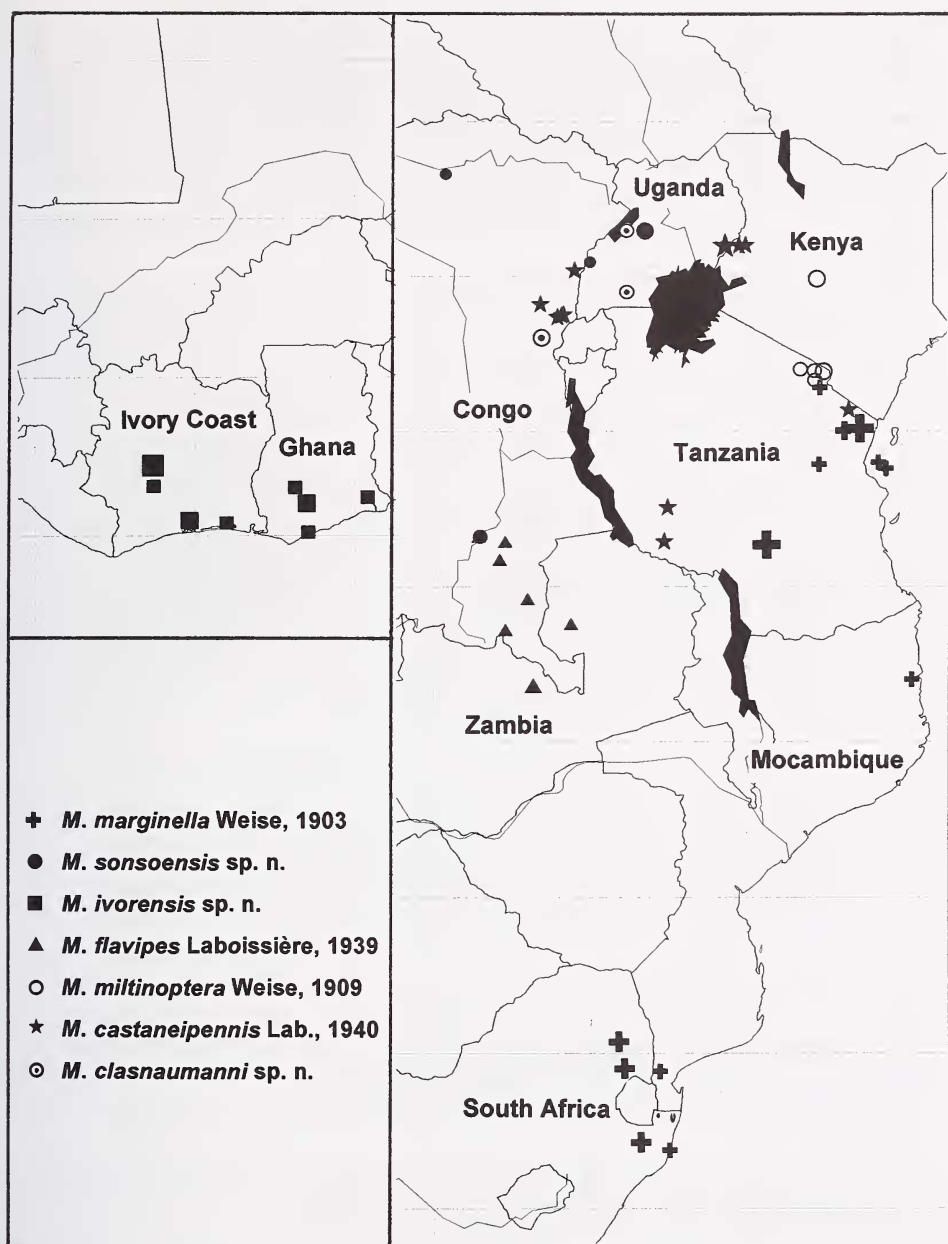 Uganda
Kenya
Ivory Coast
Ghana
Congo
Tanzania
Zambia
Mocambique
M. marginella Weise, 1903
M. sonsoensis sp. n.
M. ivorensis sp. n.
M. flavipes Laboissière, 1939
M. miltinoptera Weise, 1909
M. castaneipennis Lab., 1940
M. clasnaumanni sp. n.
South Africa